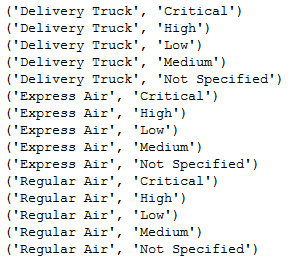 ('Delivery Truck', 'Critical')
('Delivery Truck', 'High')
('Delivery Truck', 'Low')
('Delivery Truck', 'Medium')
('Delivery Truck', 'Not Specified')
('Express Air', 'Critical')
('Express Air', 'High')
('Express Air', 'Low')
('Express Air', 'Medium')
('Express Air', 'Not Specified')
('Regular Air', 'Critical')
('Regular Air', 'High')
('Regular Air', 'Low')
('Regular Air', 'Medium')
('Regular Air', 'Not Specified')